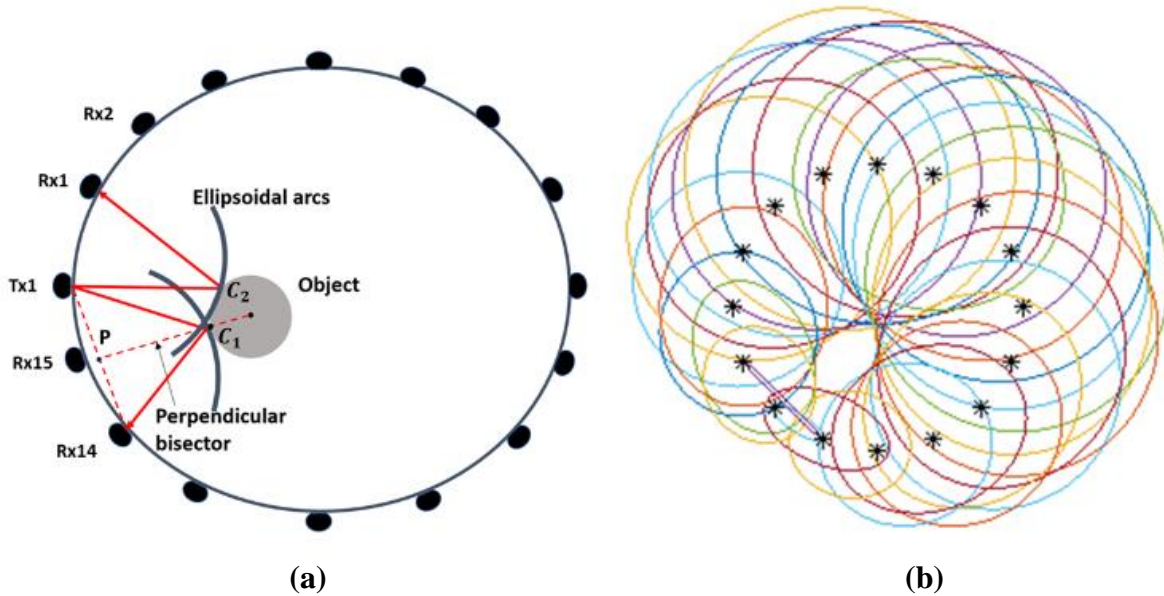 Rx2
Rx1
Ellipsoidal arcs
Tx1
Object
C₂
C₁
P
Rx15
Perpendicular
bisector
Rx14
(a)
(b)